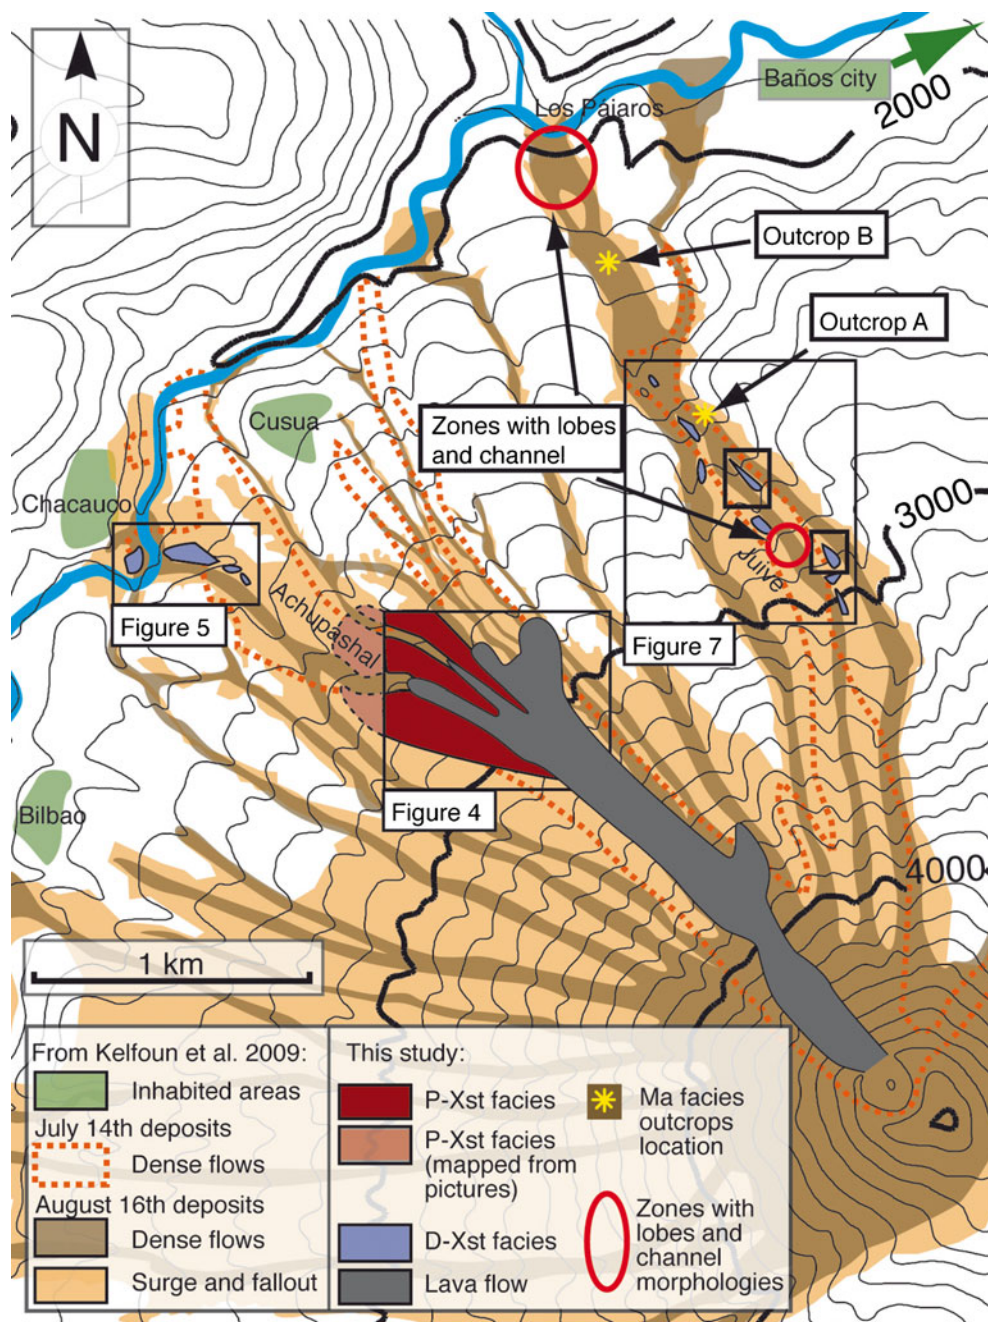 N
Baños city
2000
Los Pájaros
Outcrop B
Outcrop A
Cusua
Zones with lobes
and channel
Chacauco
3000
Juive
Figure 5
Achupashal
Figure 7
Figure 4
Bilbao
4000
1 km
From Kelfoun et al. 2009:
Inhabited areas
July 14th deposits
Dense flows
August 16th deposits
Dense flows
Surge and fallout
This study:
P-Xst facies
P-Xst facies
(mapped from
pictures)
D-Xst facies
Lava flow
Ma facies
outcrops
location
Zones with
lobes and
channel
morphologies